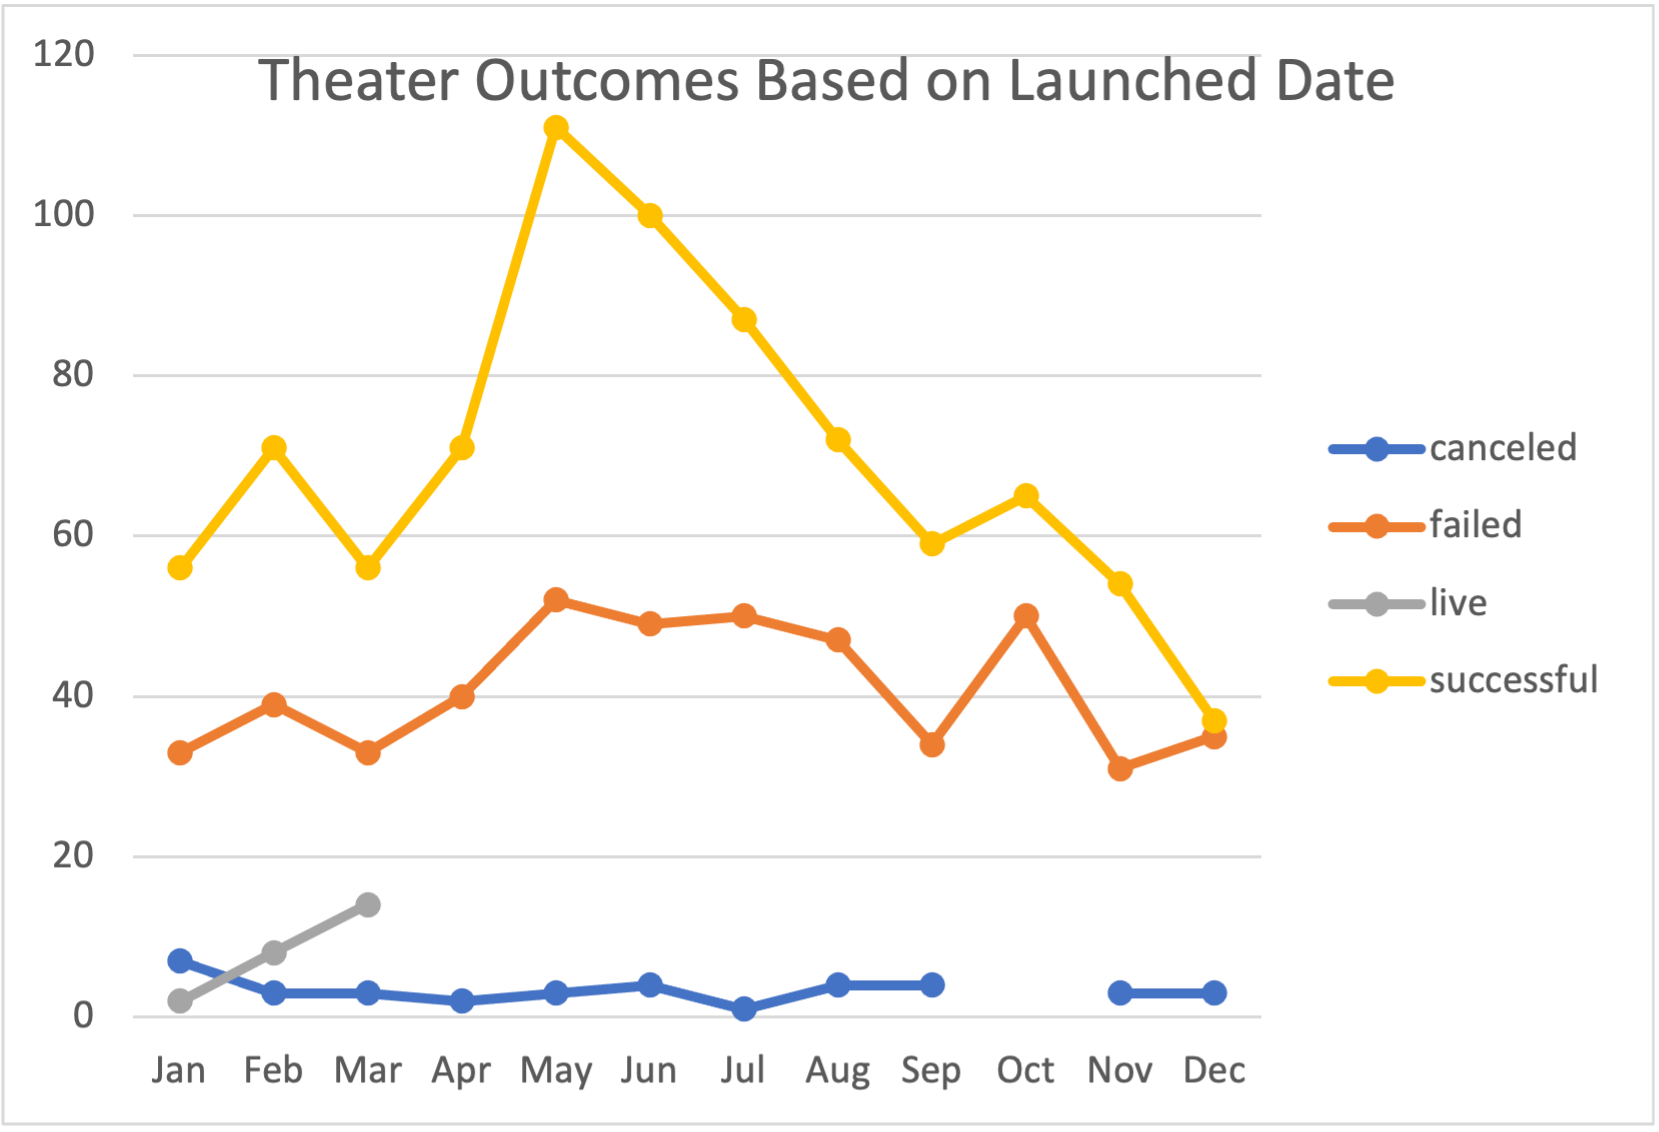 Theater Outcomes Based on Launched Date
120
100
80
60
40
20
0
Jan Feb Mar Apr May Jun Jul Aug Sep Oct Nov Dec
canceled
failed
live
successful